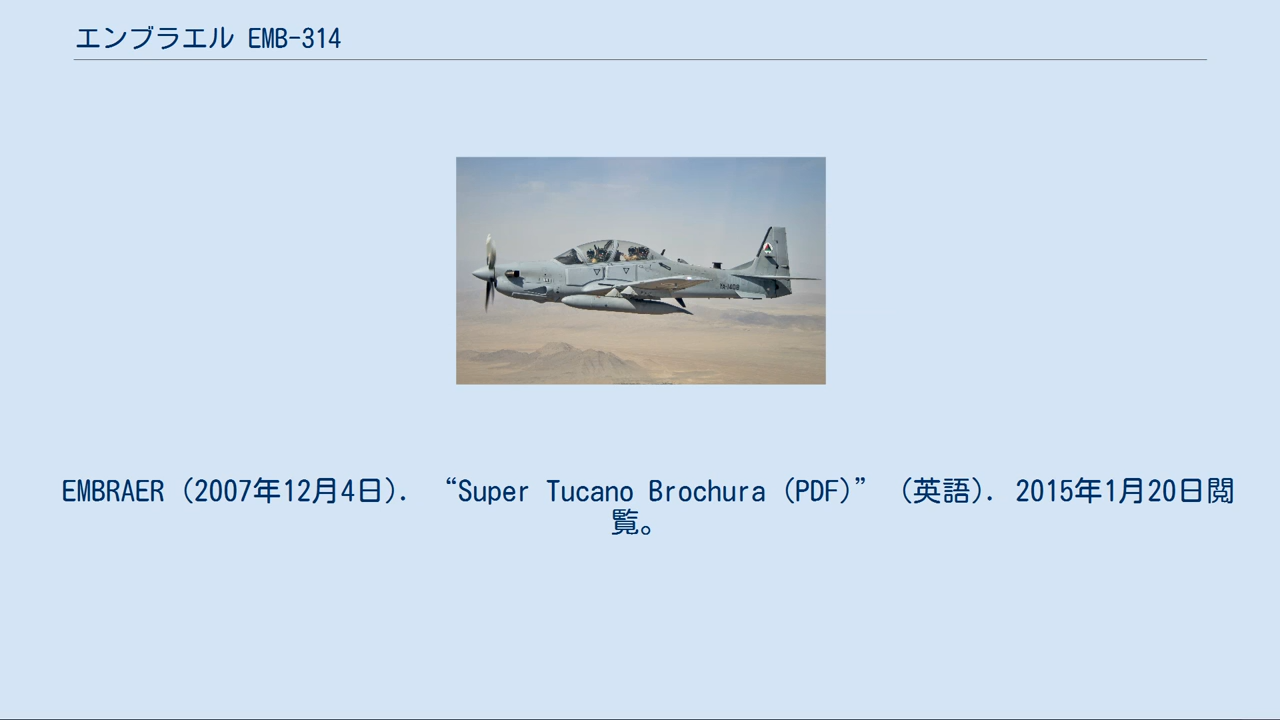 エンブラエル EMB-314
EMBRAER (2007年12月4日). “Super Tucano Brochura (PDF)” (英語). 2015年1月20日閲
覧。